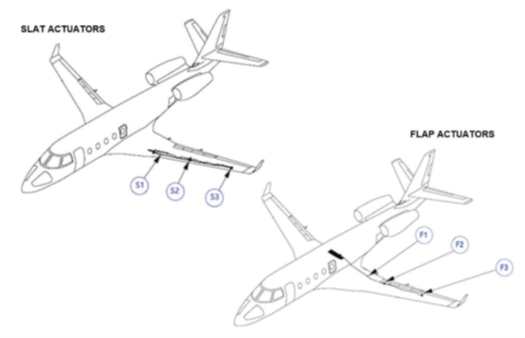 SLAT ACTUATORS
S1
S2
S3
FLAP ACTUATORS
F1
F2
F3